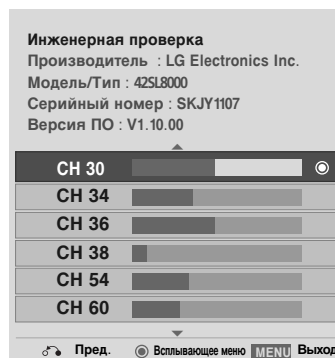 Инженерная проверка
Производитель : LG Electronics Inc.
Модель/Тип : 42SL8000
Серийный номер : SKJY1107
Версия ПО : V1.10.00
CH 30
CH 34
CH 36
CH 38
CH 54
CH 60
Пред. Всплывающее меню MENU Выход